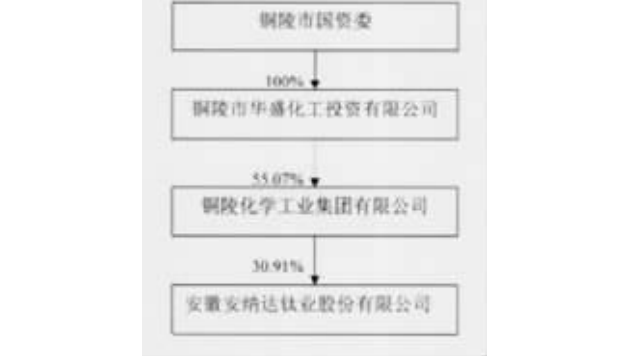 铜陵市国资委
100%
铜陵市华盛化工投资有限公司
55.07%
铜陵化学工业集团有限公司
30.91%
安徽安纳达钛业股份有限公司